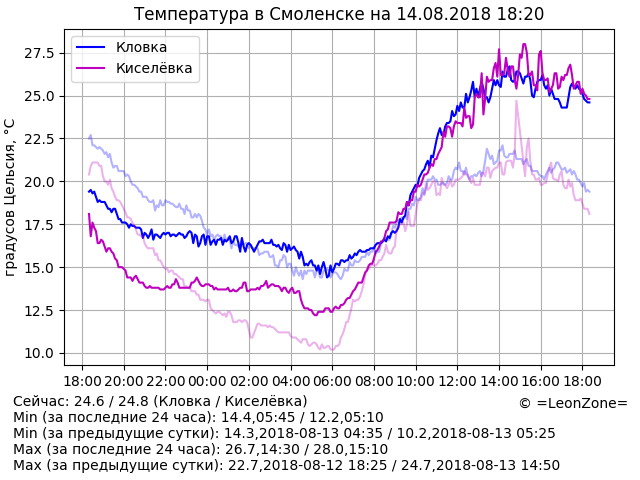 Температура в Смоленске на 14.08.2018 18:20
Кловка
Киселёвка
градусов Цельсия, °С
27.5
25.0
22.5
20.0
17.5
15.0
12.5
10.0
18:00 20:00 22:00 00:00 02:00 04:00 06:00 08:00 10:00 12:00 14:00 16:00 18:00
Сейчас: 24.6 / 24.8 (Кловка / Киселёвка)
© =LeonZone=
Min (за последние 24 часа): 14.4,05:45 / 12.2,05:10
Min (за предыдущие сутки): 14.3,2018-08-13 04:35 / 10.2,2018-08-13 05:25
Max (за последние 24 часа): 26.7,14:30 / 28.0,15:10
Max (за предыдущие сутки): 22.7,2018-08-12 18:25 / 24.7,2018-08-13 14:50